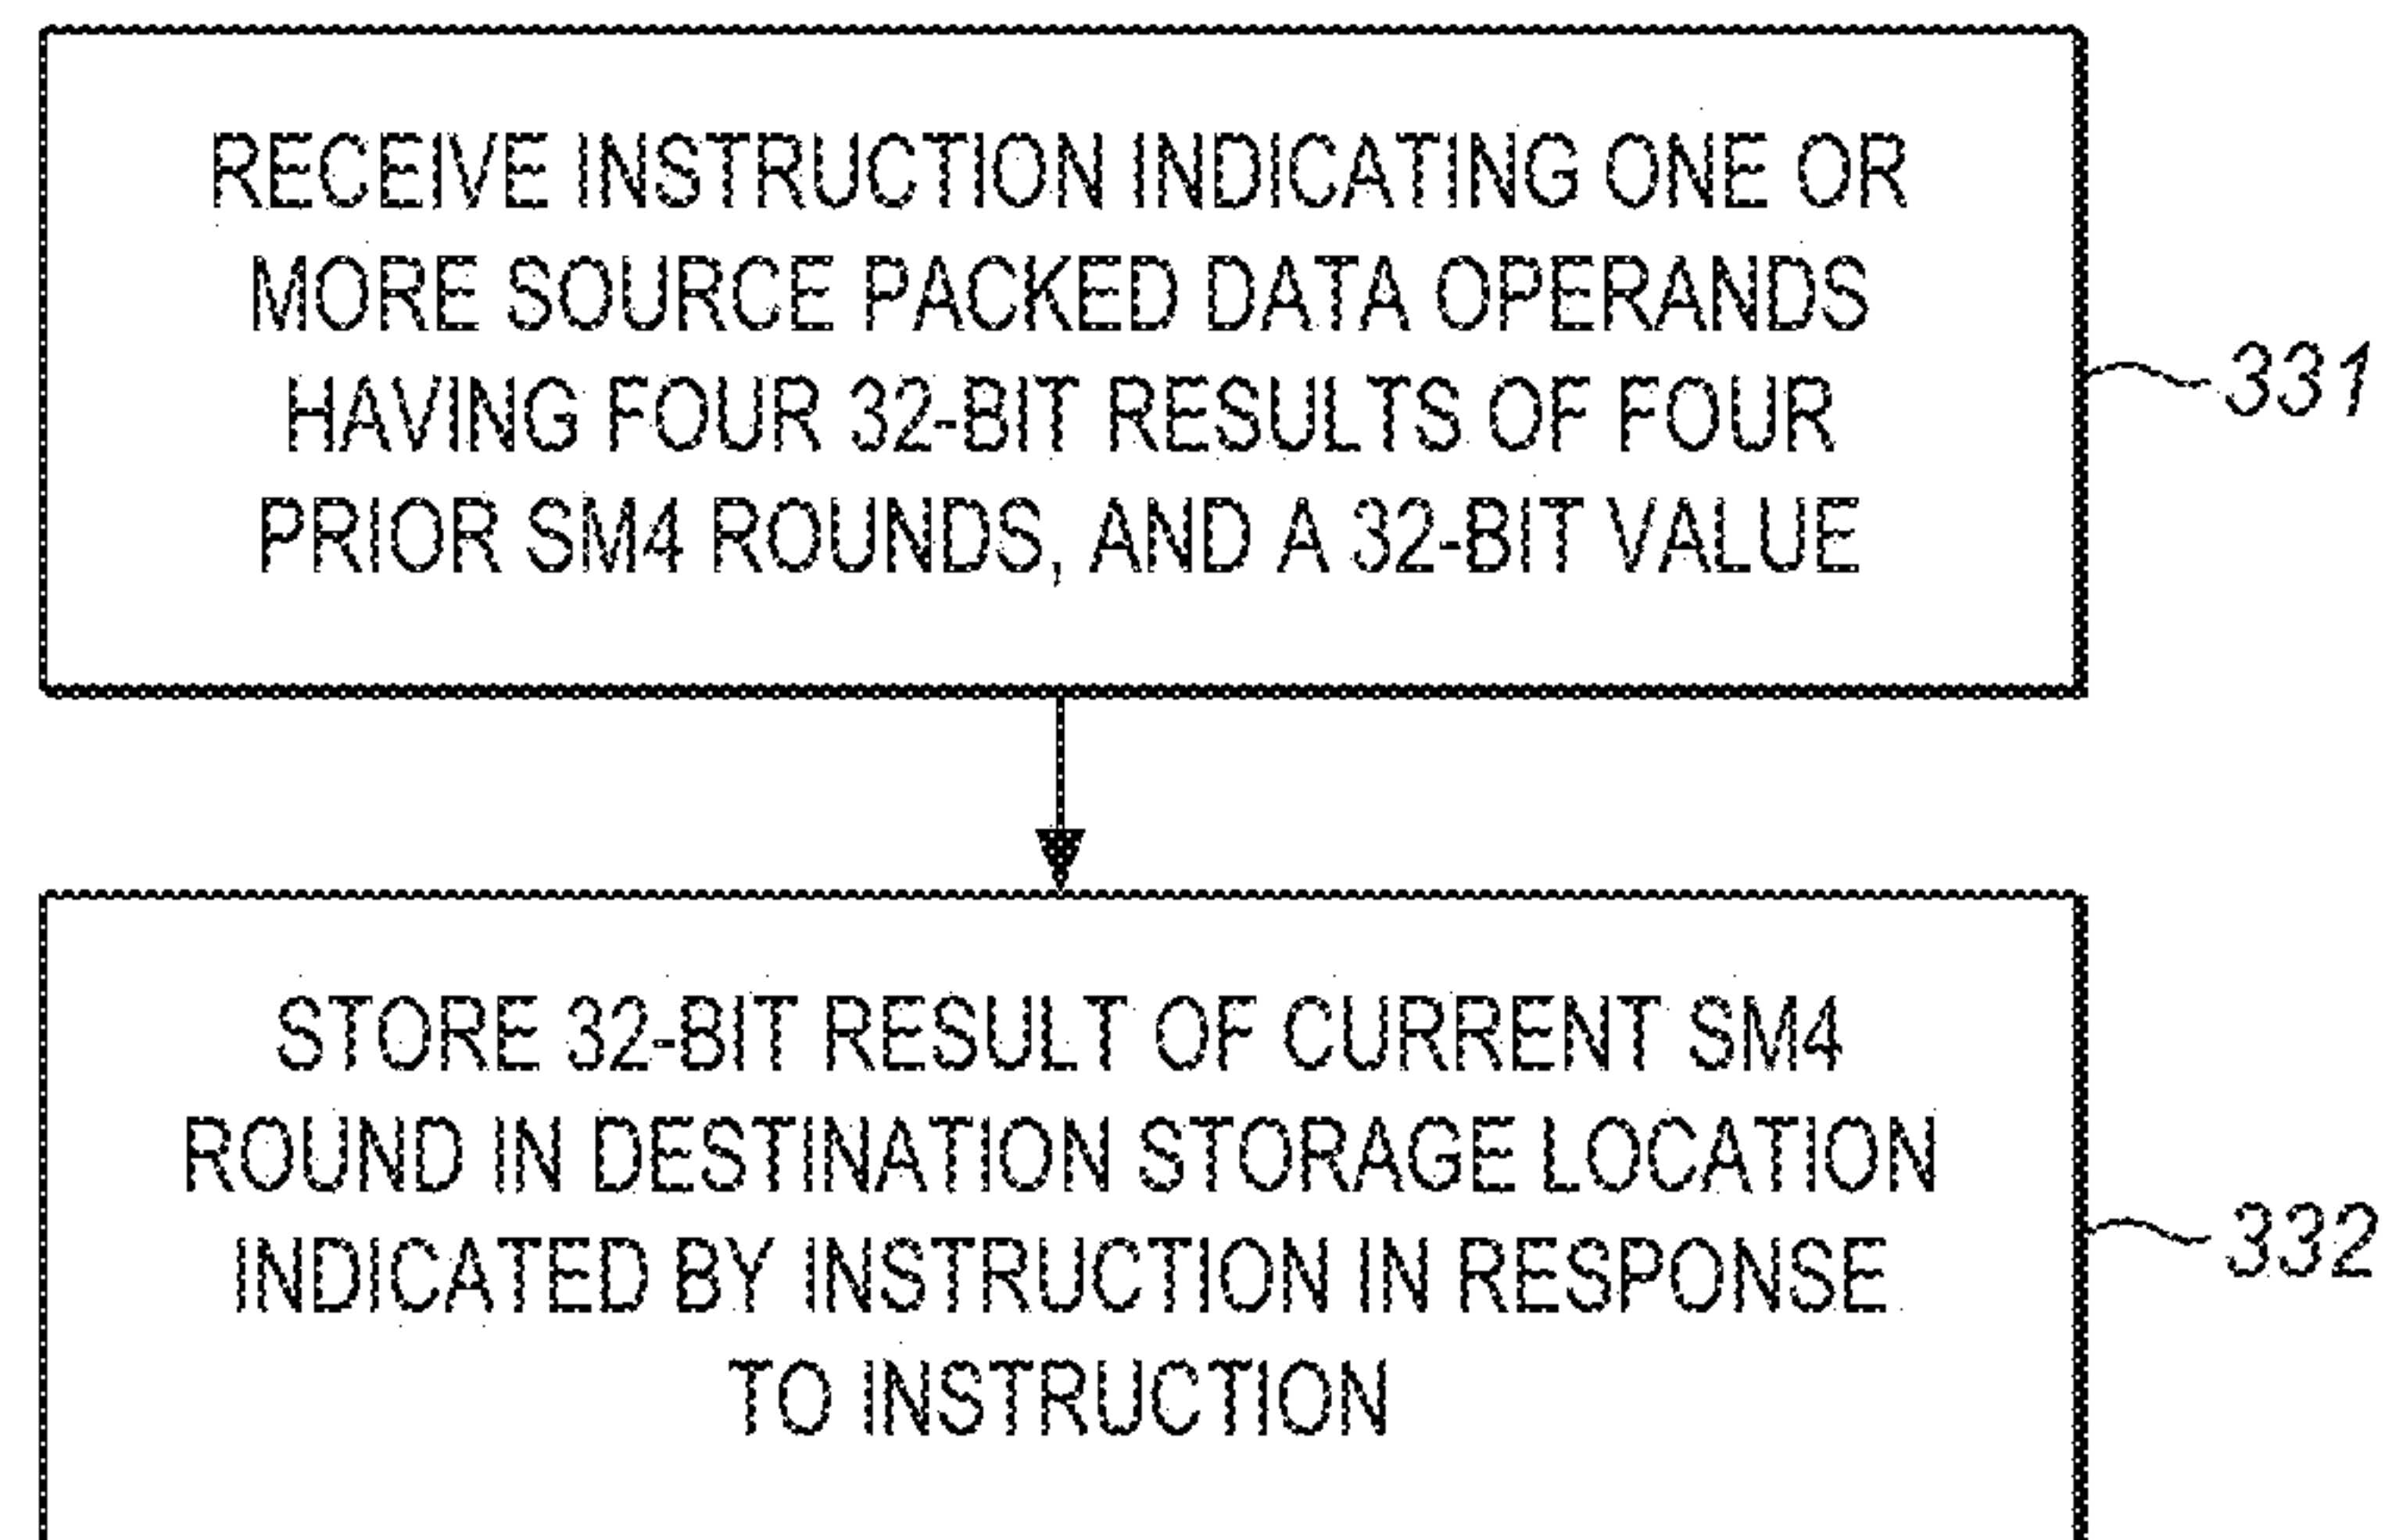 RECEIVE INSTRUCTION INDICATING ONE OR
MORE SOURCE PACKED DATA OPERANDS
HAVING FOUR 32-BIT RESULTS OF FOUR
PRIOR SM4 ROUNDS, AND A 32-BIT VALUE
331
STORE 32-BIT RESULT OF CURRENT SM4
ROUND IN DESTINATION STORAGE LOCATION
INDICATED BY INSTRUCTION IN RESPONSE
TO INSTRUCTION
332